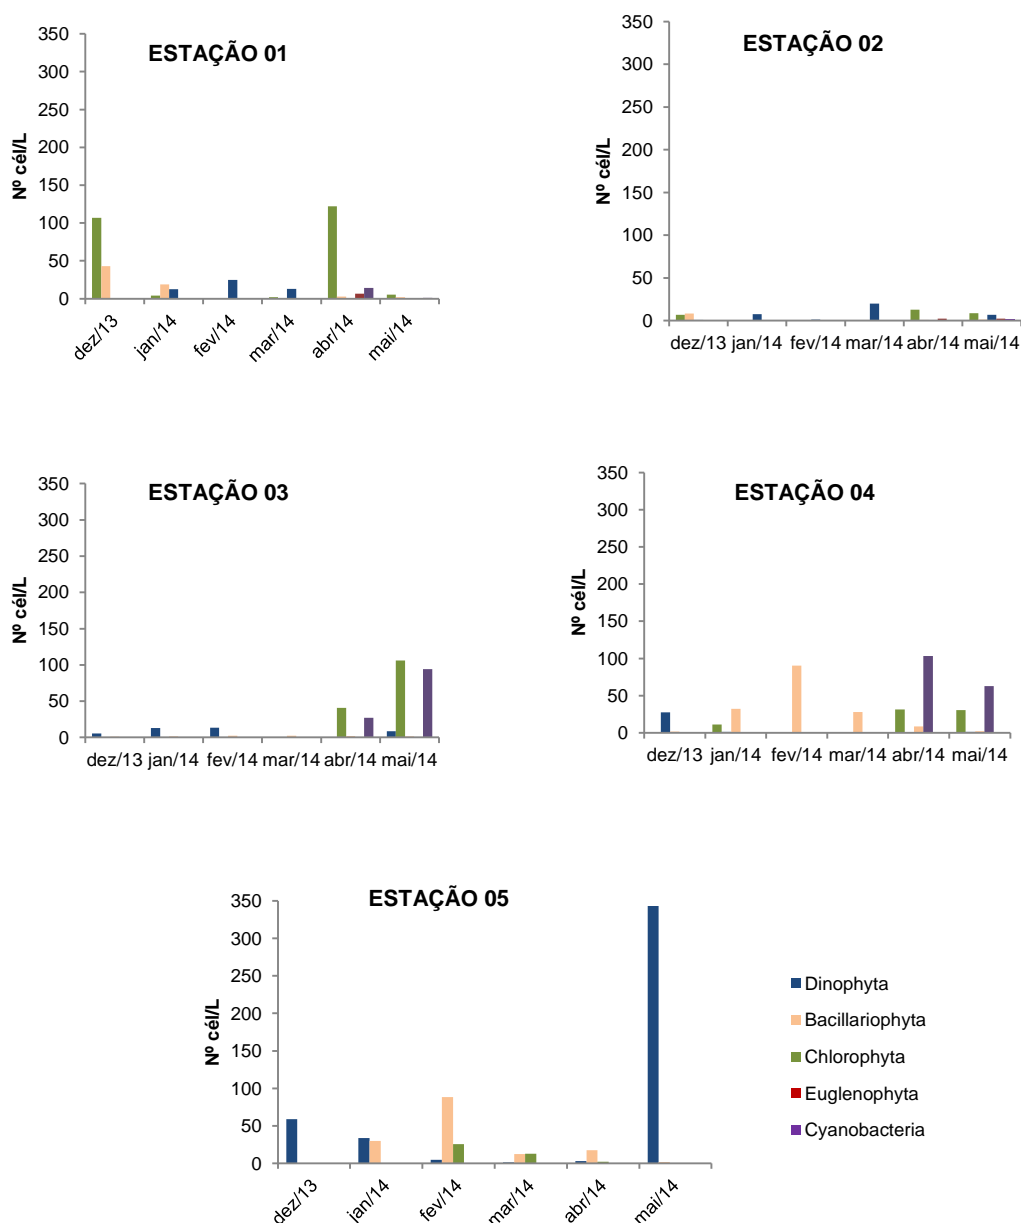 ESTAÇÃO 01
350
300
250
200
150
100
50
0
Nº cél/L
dez/13 jan/14 fev/14 mar/14 abr/14 mai/14
ESTAÇÃO 02
350
300
250
200
150
100
50
0
Nº cél/L
dez/13 jan/14 fev/14 mar/14 abr/14 mai/14
ESTAÇÃO 03
350
300
250
200
150
100
50
0
Nº cél/L
dez/13 jan/14 fev/14 mar/14 abr/14 mai/14
ESTAÇÃO 04
350
300
250
200
150
100
50
0
Nº cél/L
dez/13 jan/14 fev/14 mar/14 abr/14 mai/14
ESTAÇÃO 05
350
300
250
200
150
100
50
0
Nº cél/L
dez/13 jan/14 fev/14 mar/14 abr/14 mai/14
Dinophyta
Bacillariophyta
Chlorophyta
Euglenophyta
Cyanobacteria